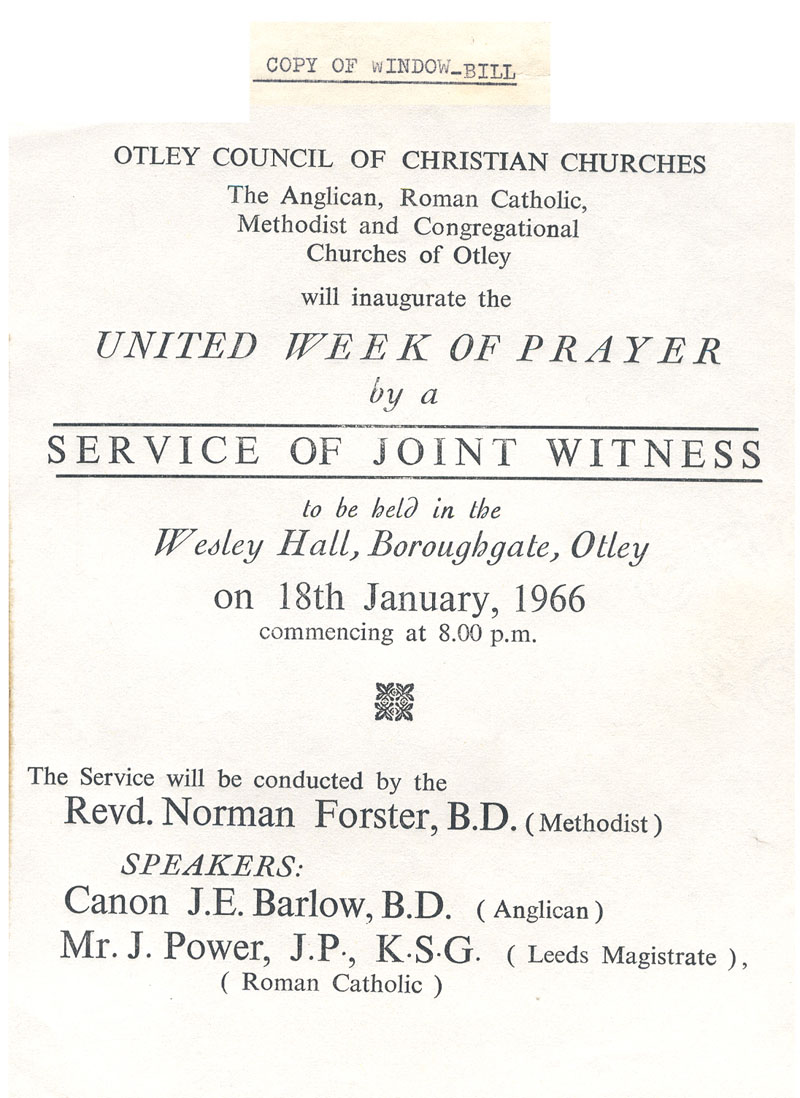 COPY OF WINDOW-BILL
OTLEY COUNCIL OF CHRISTIAN CHURCHES
The Anglican, Roman Catholic,
Methodist and Congregational
Churches of Otley
will inaugurate the
UNITED WEEK OF PRAYER
by a
SERVICE OF JOINT WITNESS
to be held in the
Wesley Hall, Boroughgate, Otley
on 18th January, 1966
commencing at 8.00 p.m.
The Service will be conducted by the
Revd. Norman Forster, B.D. (Methodist)
SPEAKERS:
Canon J.E. Barlow, B.D. (Anglican)
Mr. J. Power, J.P., K.S.G. (Leeds Magistrate),
(Roman Catholic)